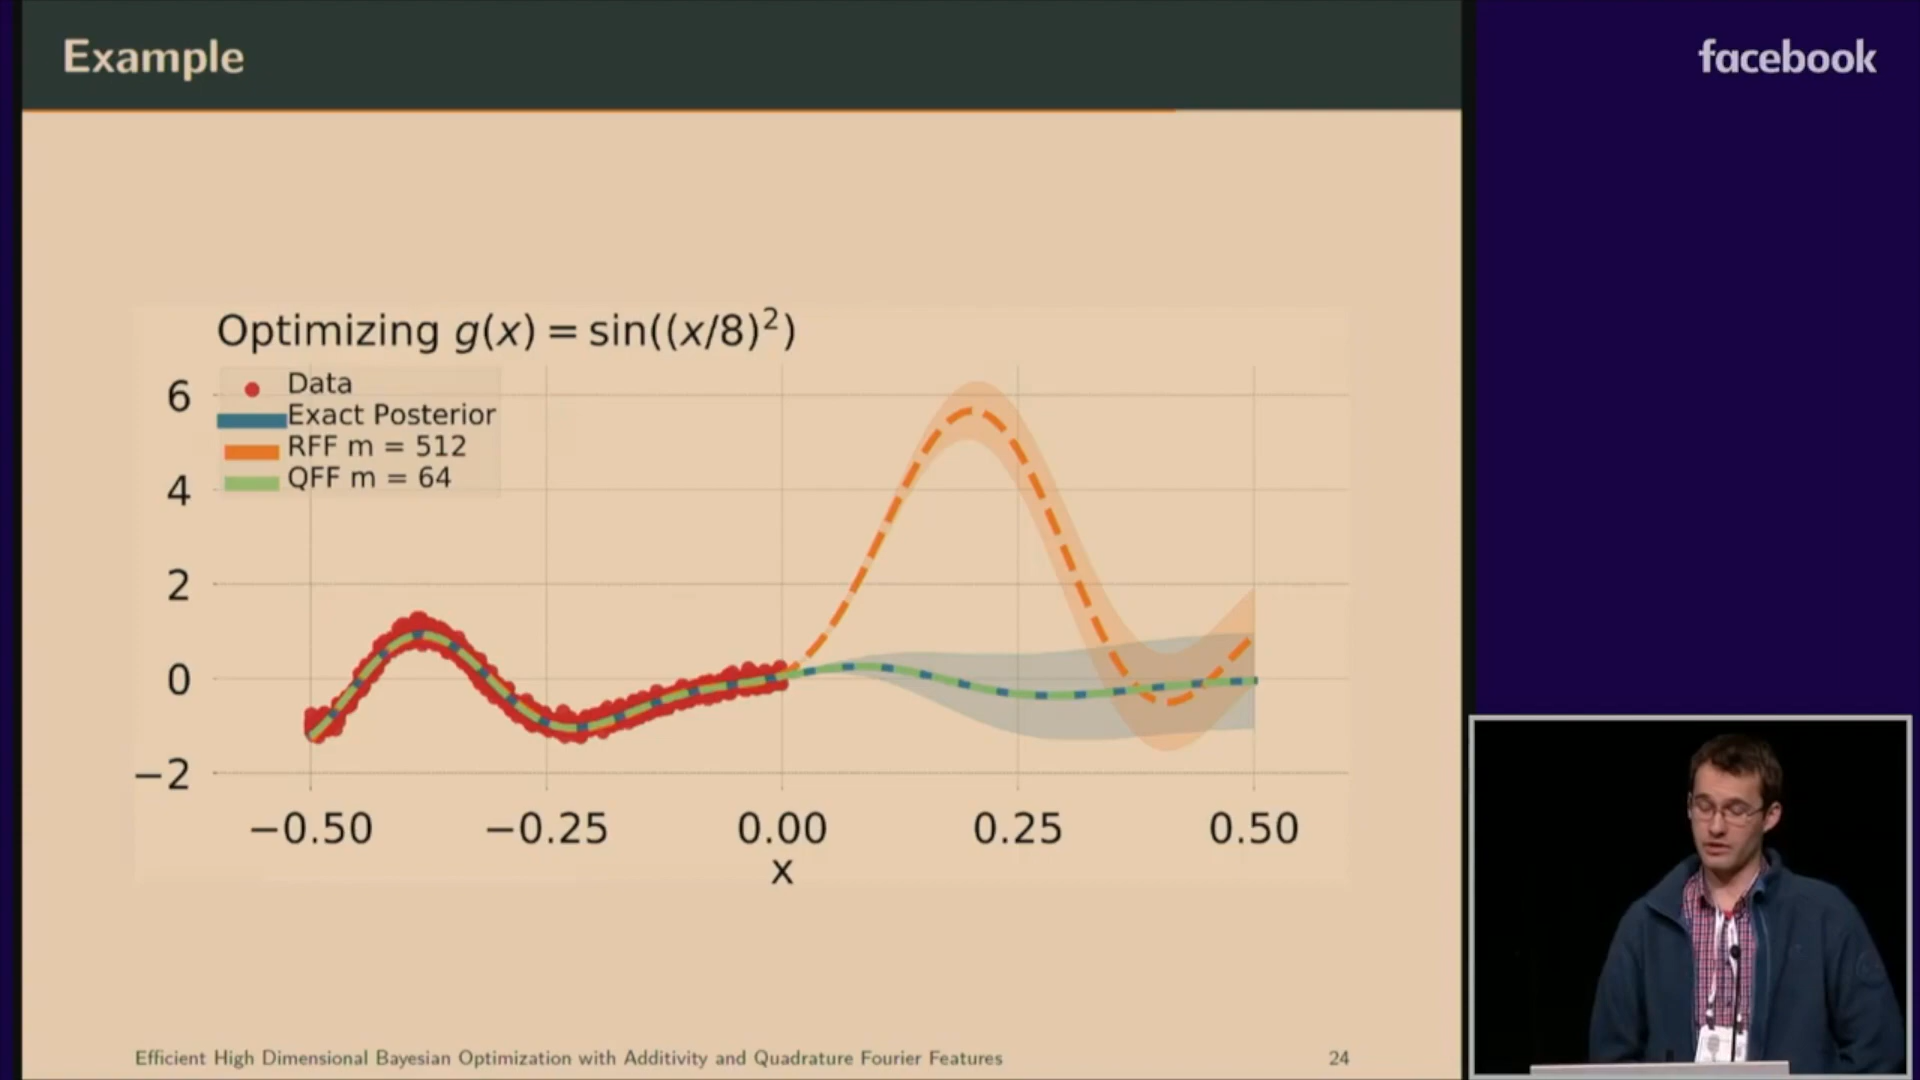 Example
facebook
Optimizing g(x) = sin((x/8)²)
Data
Exact Posterior
RFF m = 512
QFF m = 64
6
4
2
0
−2
−0.50 −0.25 0.00 0.25 0.50
x
Efficient High Dimensional Bayesian Optimization with Additivity and Quadrature Fourier Features 24